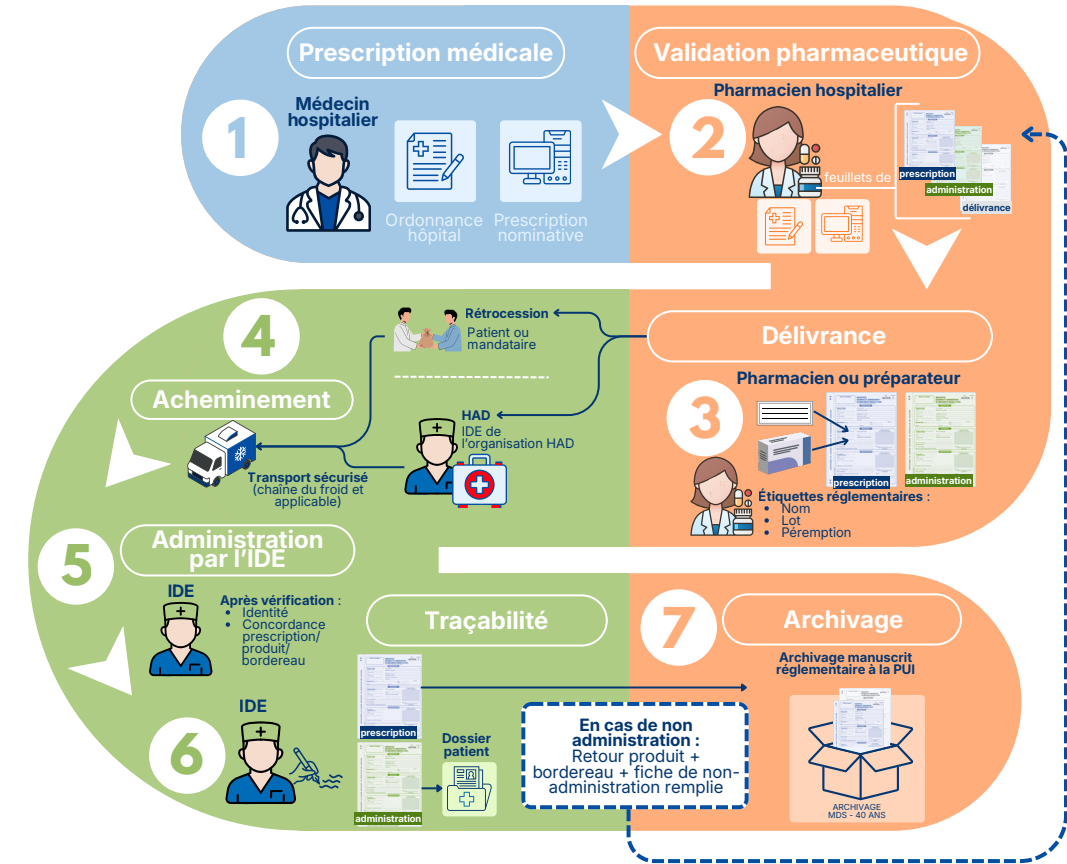 Prescription médicale
1
Médecin
hospitalier
Ordonnance
hôpital
Prescription
nominative
Validation pharmaceutique
2
Pharmacien hospitalier
feuillets de
prescription
administration
délivrance
Délivrance
3
Pharmacien ou préparateur
prescription
administration
Étiquettes réglementaires :
• Nom
• Lot
• Péremption
4
Acheminement
Rétrocession
Patient ou
mandataire
HAD
IDE de
l’organisation HAD
Transport sécurisé
(chaîne du froid et
applicable)
5
Administration
par l’IDE
IDE
Après vérification :
• Identité
• Concordance
prescription/
produit/
bordereau
6
IDE
Traçabilité
prescription
administration
Dossier
patient
En cas de non
administration :
Retour produit +
bordereau + fiche de non-
administration remplie
7
Archivage
Archivage manuscrit
réglementaire à la PUI
ARCHIVAGE
MDS - 40 ANS